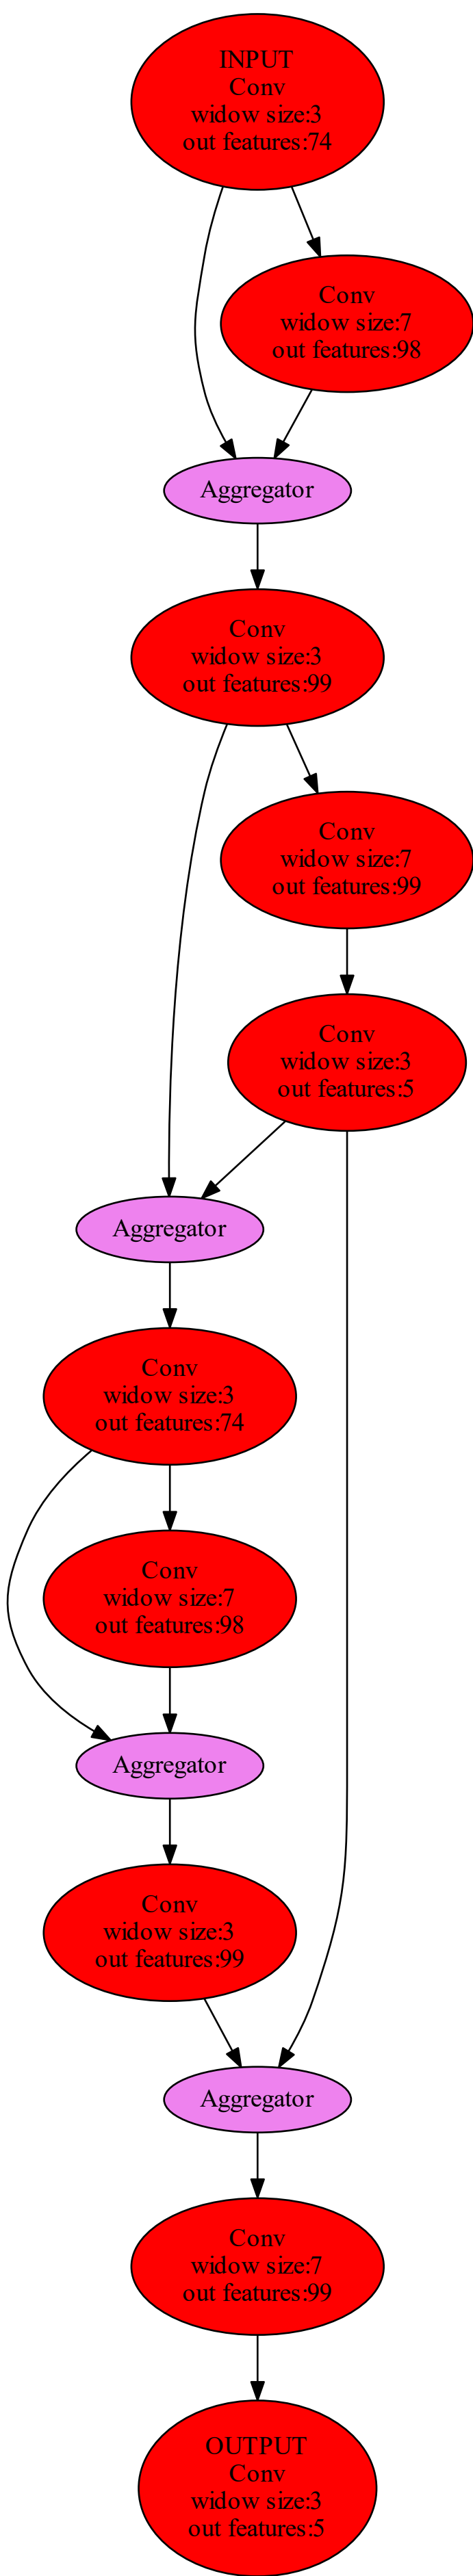 INPUT
Conv
widow size:3
out features:74
Conv
widow size:7
out features:98
Aggregator
Conv
widow size:3
out features:99
Conv
widow size:7
out features:99
Conv
widow size:3
out features:5
Aggregator
Conv
widow size:3
out features:74
Conv
widow size:7
out features:98
Aggregator
Conv
widow size:3
out features:99
Aggregator
Conv
widow size:7
out features:99
OUTPUT
Conv
widow size:3
out features:5